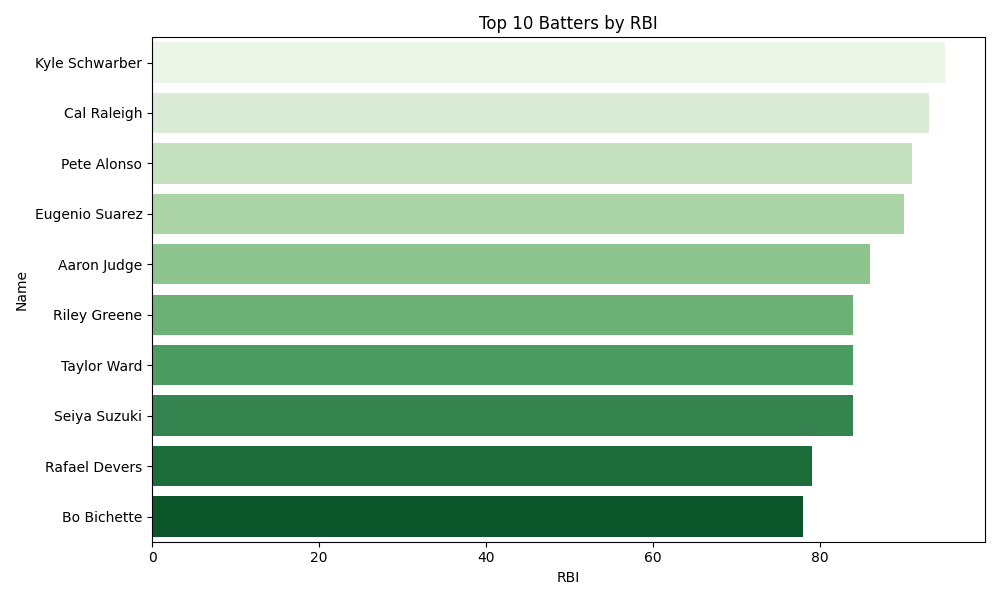 Top 10 Batters by RBI
Kyle Schwarber
Cal Raleigh
Pete Alonso
Eugenio Suarez
Aaron Judge
Riley Greene
Taylor Ward
Seiya Suzuki
Rafael Devers
Bo Bichette
Name
0 20 40 60 80
RBI